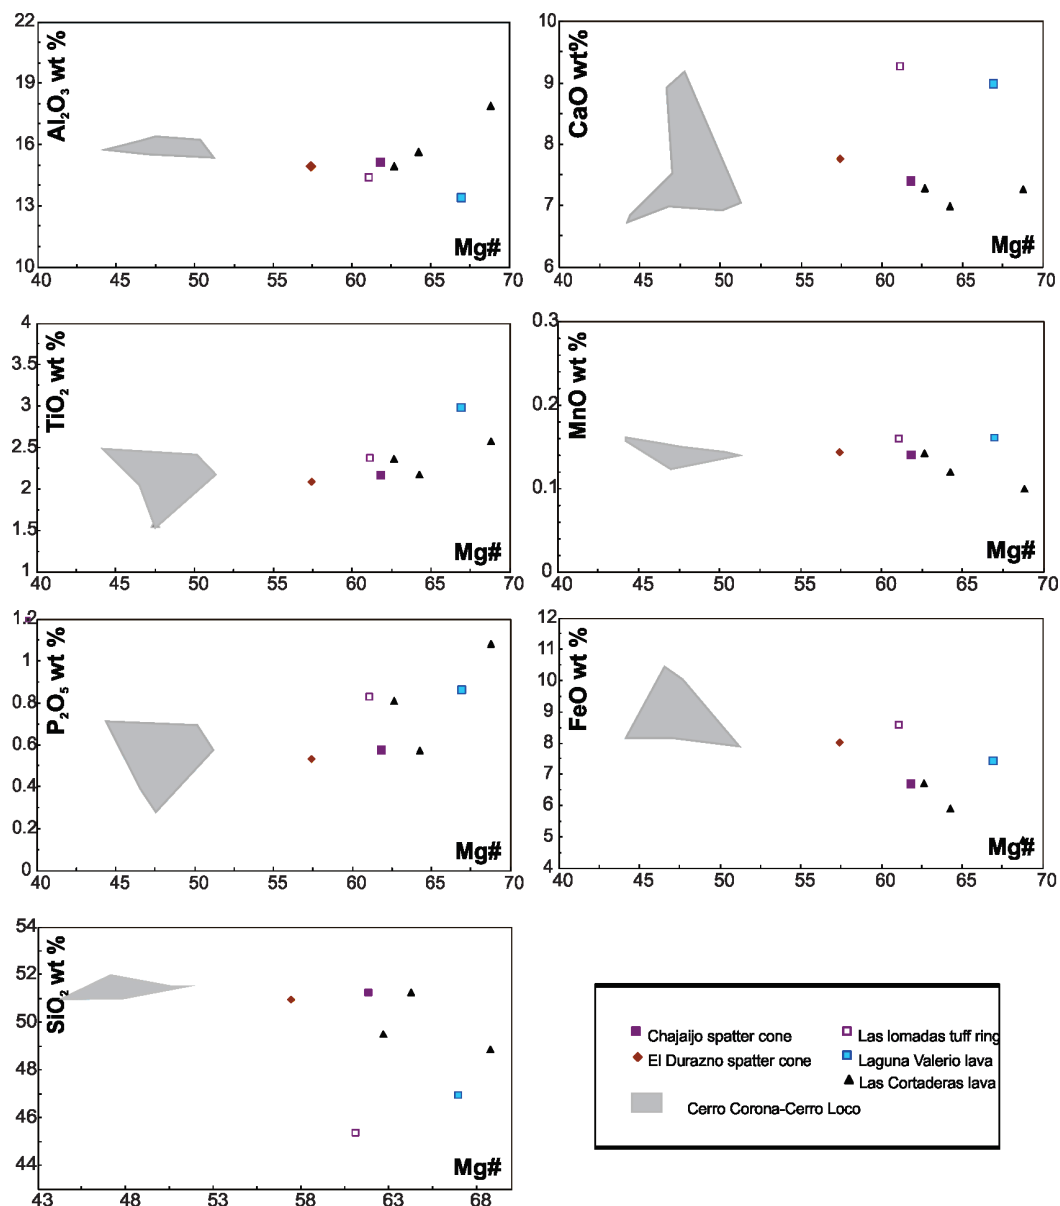 22
19
16
13
10
Al₂O₃ wt %
Mg#
40 45 50 55 60 65 70
10
9
8
7
6
CaO wt%
Mg#
40 45 50 55 60 65 70
4
3.5
3
2.5
2
1.5
1
TiO₂ wt %
Mg#
40 45 50 55 60 65 70
0.3
0.2
0.1
0
MnO wt %
Mg#
40 45 50 55 60 65 70
1.2
1
0.8
0.6
0.4
0.2
0
P₂O₅ wt %
Mg#
40 45 50 55 60 65 70
12
11
10
9
8
7
6
5
4
FeO wt %
Mg#
40 45 50 55 60 65 70
54
52
50
48
46
44
SiO₂ wt %
Mg#
43 48 53 58 63 68
Chajaijo spatter cone
Las lomadas tuff ring
El Durazno spatter cone
Laguna Valerio lava
Las Cortaderas lava
Cerro Corona-Cerro Loco